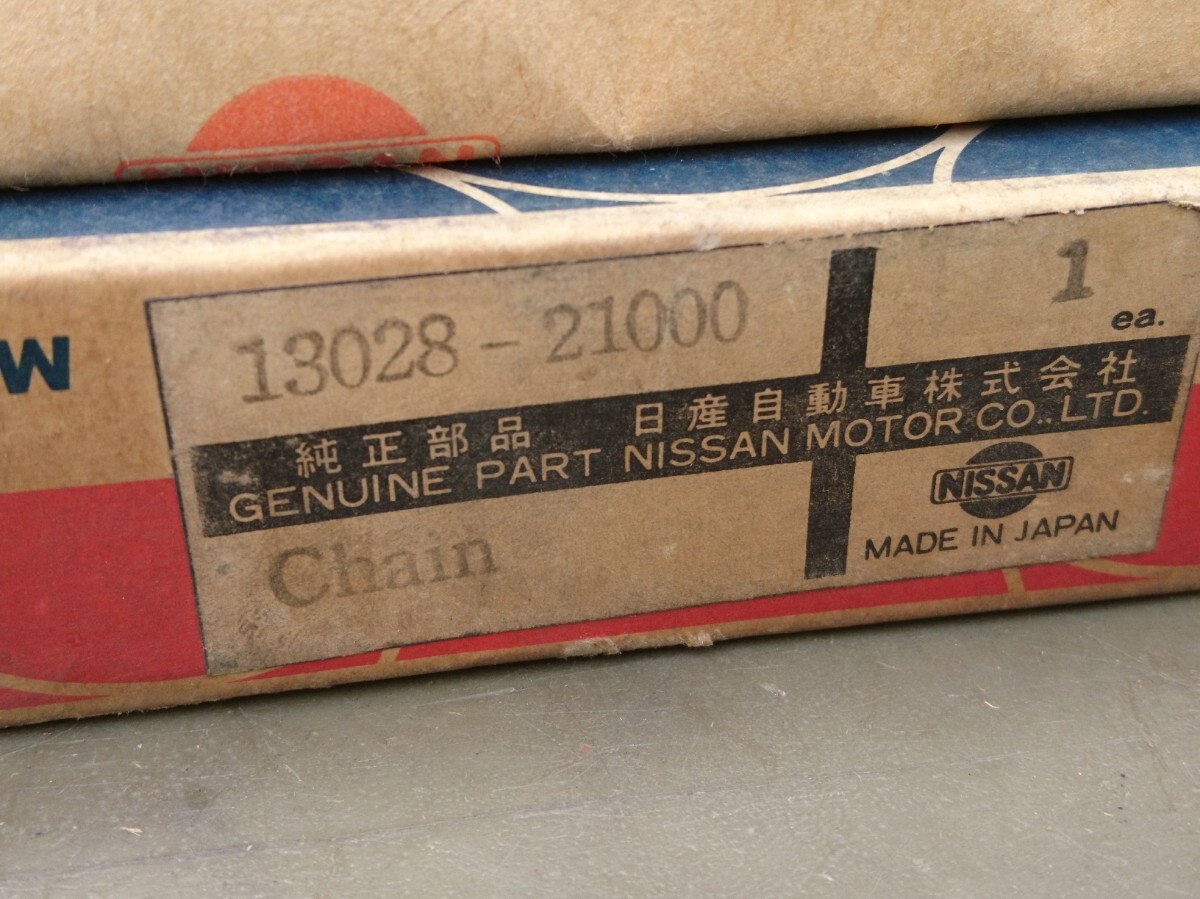 W
13028-21000
1
ea.
純正部品 日産自動車株式会社
GENUINE PART NISSAN MOTOR CO., LTD.
Chain
NISSAN
MADE IN JAPAN